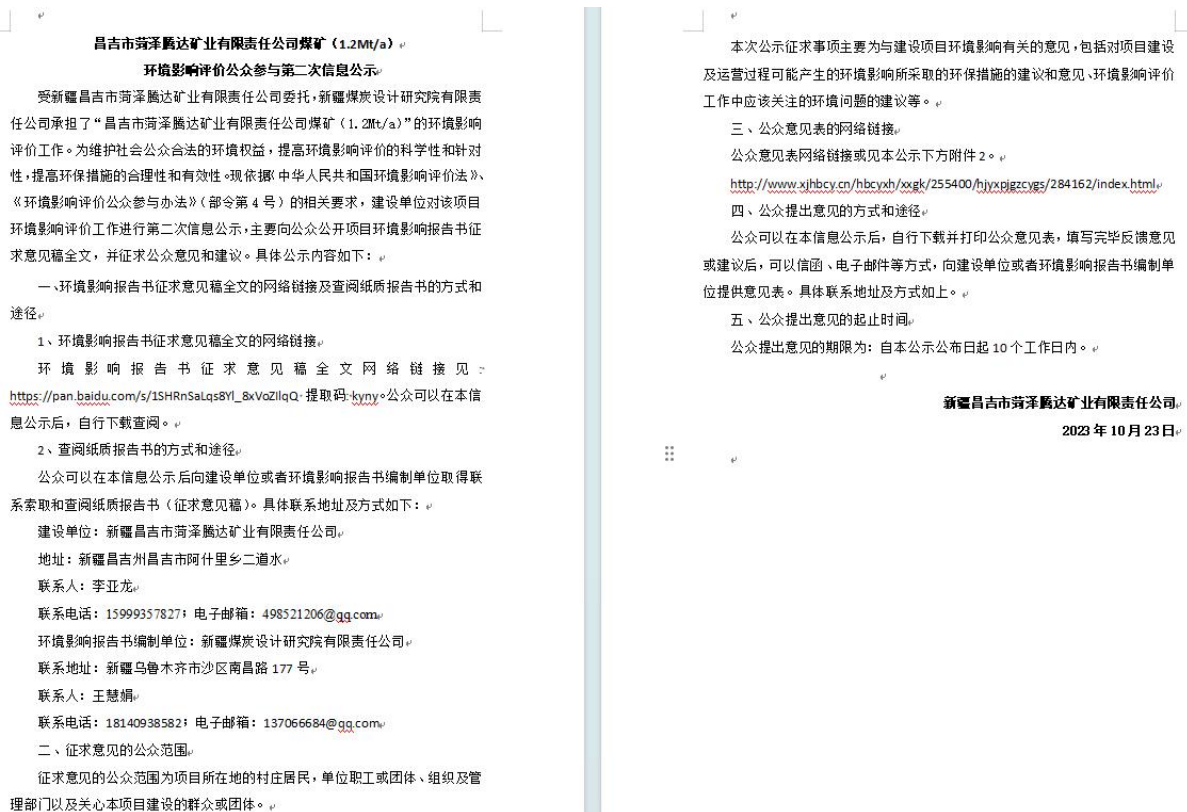 昌吉市菏泽腾达矿业有限责任公司煤矿（1.2Mt/a）
环境影响评价公众参与第二次信息公示
受新疆昌吉市菏泽腾达矿业有限责任公司委托，新疆煤炭设计研究院有限责
任公司承担了“昌吉市菏泽腾达矿业有限责任公司煤矿（1.2Mt/a）”的环境影响
评价工作。为维护社会公众合法的环境权益，提高环境影响评价的科学性和针对
性，提高环保措施的合理性和有效性。现依据《中华人民共和国环境影响评价法》、
《环境影响评价公众参与办法》（部令第 4 号）的相关要求，建设单位对该项目
环境影响评价工作进行第二次信息公示，主要向公众公开项目环境影响报告书征
求意见稿全文，并征求公众意见和建议。具体公示内容如下：
一、环境影响报告书征求意见稿全文的网络链接及查阅纸质报告书的方式和
途径
1、环境影响报告书征求意见稿全文的网络链接
环境影响报告书征求意见稿全文网络链接见：
https://pan.baidu.com/s/1SHRnSaLqs8Yl_8xVoZIlqQ 提取码: kyny。公众可以在本信
息公示后，自行下载查阅。
2、查阅纸质报告书的方式和途径
公众可以在本信息公示后向建设单位或者环境影响报告书编制单位取得联
系索取和查阅纸质报告书（征求意见稿）。具体联系地址及方式如下：
建设单位：新疆昌吉市菏泽腾达矿业有限责任公司
地址：新疆昌吉州昌吉市阿什里乡二道水
联系人：李亚龙
联系电话：15999357827；电子邮箱：498521206@qq.com
环境影响报告书编制单位：新疆煤炭设计研究院有限责任公司
联系地址：新疆乌鲁木齐市沙区南昌路 177 号
联系人：王慧娟
联系电话：18140938582；电子邮箱：137066684@qq.com
二、征求意见的公众范围
征求意见的公众范围为项目所在地的村庄居民，单位职工或团体、组织及管
理部门以及关心本项目建设的群众或团体。
本次公示征求事项主要为与建设项目环境影响有关的意见，包括对项目建设
及运营过程可能产生的环境影响所采取的环保措施的建议和意见、环境影响评价
工作中应该关注的环境问题的建议等。
三、公众意见表的网络链接
公众意见表网络链接或见本公示下方附件 2。
http://www.xjhbcy.cn/hbcyxh/xxgk/255400/hjyxpjgzcygs/284162/index.html
四、公众提出意见的方式和途径
公众可以在本信息公示后，自行下载并打印公众意见表，填写完毕反馈意见
或建议后，可以信函、电子邮件等方式，向建设单位或者环境影响报告书编制单
位提供意见表。具体联系地址及方式如上。
五、公众提出意见的起止时间
公众提出意见的期限为：自本公示公布日起 10 个工作日内。
新疆昌吉市菏泽腾达矿业有限责任公司
2023 年 10 月 23 日